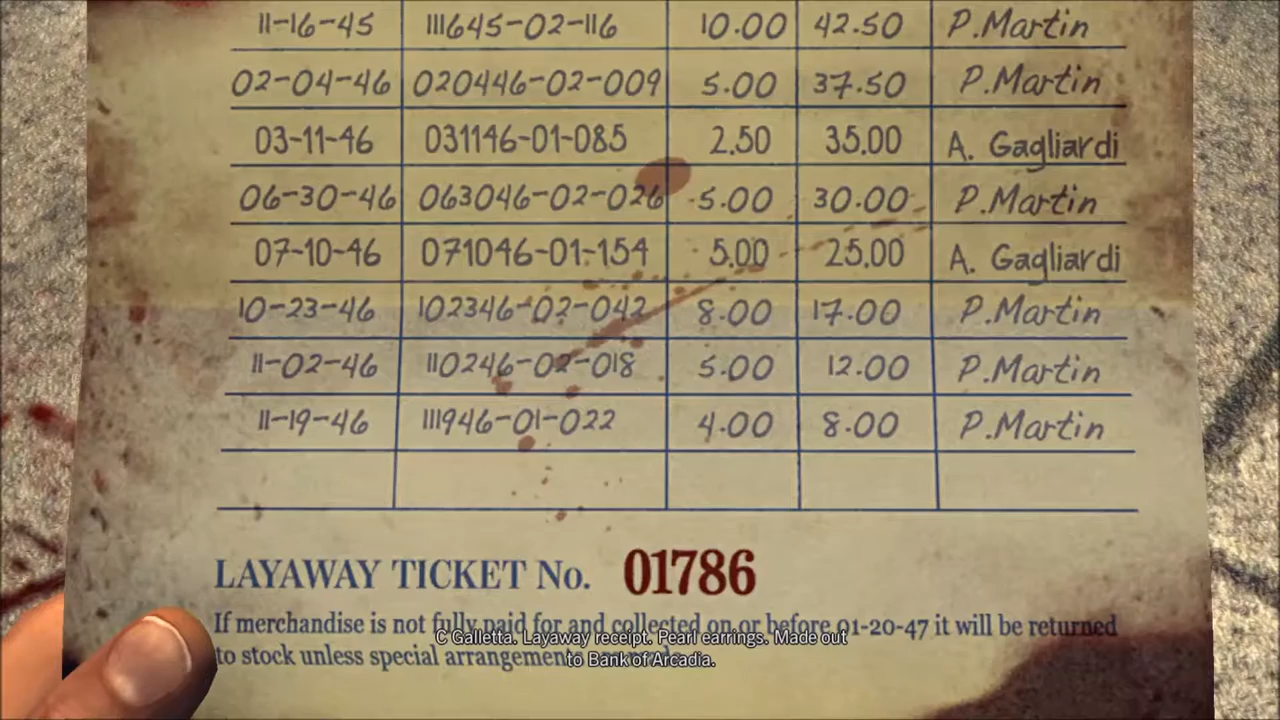 11-16-45 111645-02-116 10.00 42.50 P.Martin
02-04-46 020446-02-009 5.00 37.50 P.Martin
03-11-46 031146-01-085 2.50 35.00 A. Gagliardi
06-30-46 063046-02-026 5.00 30.00 P.Martin
07-10-46 071046-01-154 5.00 25.00 A. Gagliardi
10-23-46 102346-02-042 8.00 17.00 P.Martin
11-02-46 110246-02-018 5.00 12.00 P.Martin
11-19-46 111946-01-022 4.00 8.00 P.Martin
LAYAWAY TICKET No. 01786
If merchandise is not fully paid for and collected on or before 01-20-47 it will be returned
C Galletta. Layaway receipt. Pearl earrings. Made out
to stock unless special arrangements
to Bank of Arcadia.